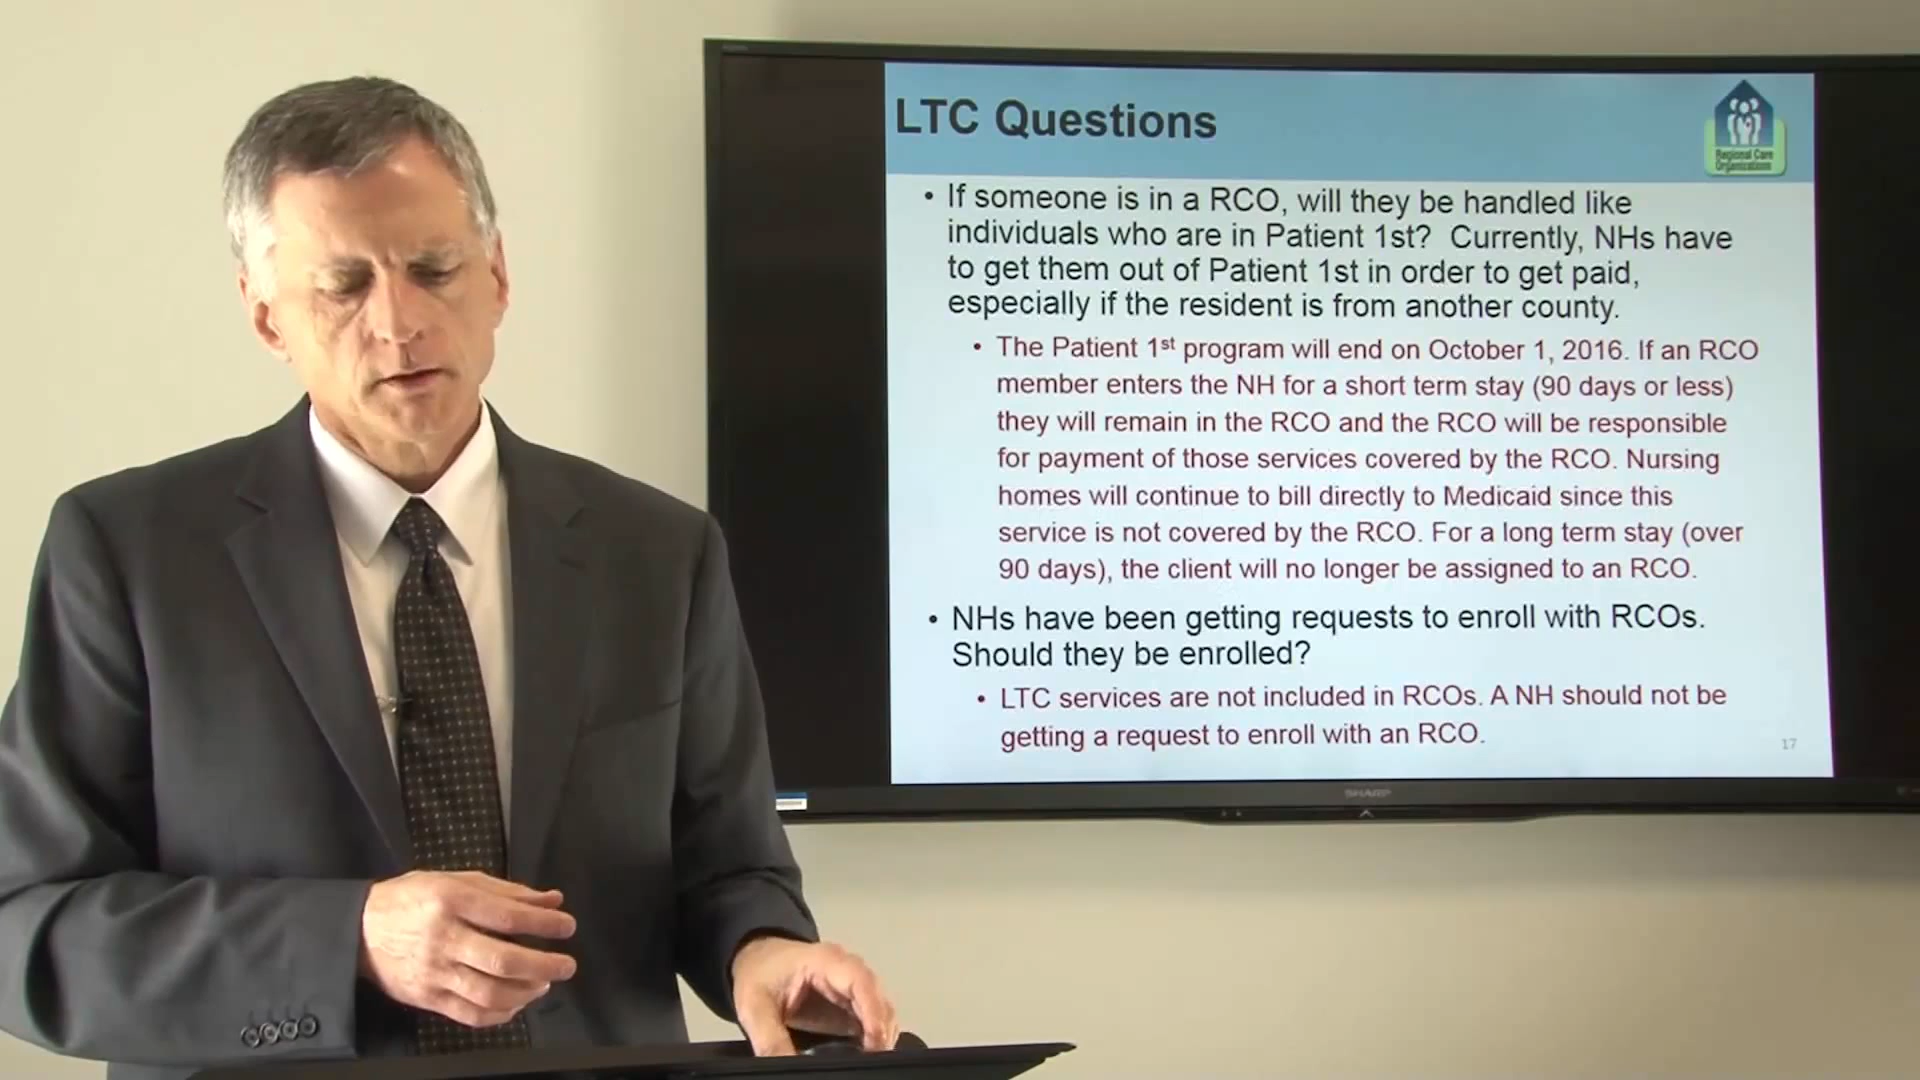 LTC Questions
Regional Care
Organizations
• If someone is in a RCO, will they be handled like
individuals who are in Patient 1st? Currently, NHs have
to get them out of Patient 1st in order to get paid,
especially if the resident is from another county.
• The Patient 1st program will end on October 1, 2016. If an RCO
member enters the NH for a short term stay (90 days or less)
they will remain in the RCO and the RCO will be responsible
for payment of those services covered by the RCO. Nursing
homes will continue to bill directly to Medicaid since this
service is not covered by the RCO. For a long term stay (over
90 days), the client will no longer be assigned to an RCO.
• NHs have been getting requests to enroll with RCOs.
Should they be enrolled?
• LTC services are not included in RCOs. A NH should not be
getting a request to enroll with an RCO.
17
SHARP